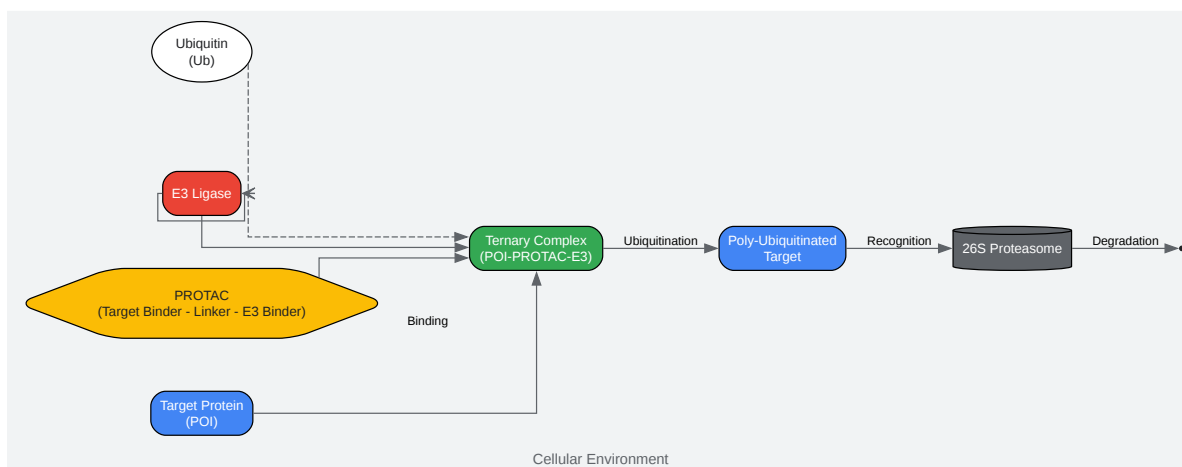 Ubiquitin
(Ub)
E3 Ligase
PROTAC
(Target Binder - Linker - E3 Binder)
Binding
Target Protein
(POI)
Ternary Complex
(POI-PROTAC-E3)
Ubiquitination
Poly-Ubiquitinated
Target
Recognition
26S Proteasome
Degradation
Cellular Environment